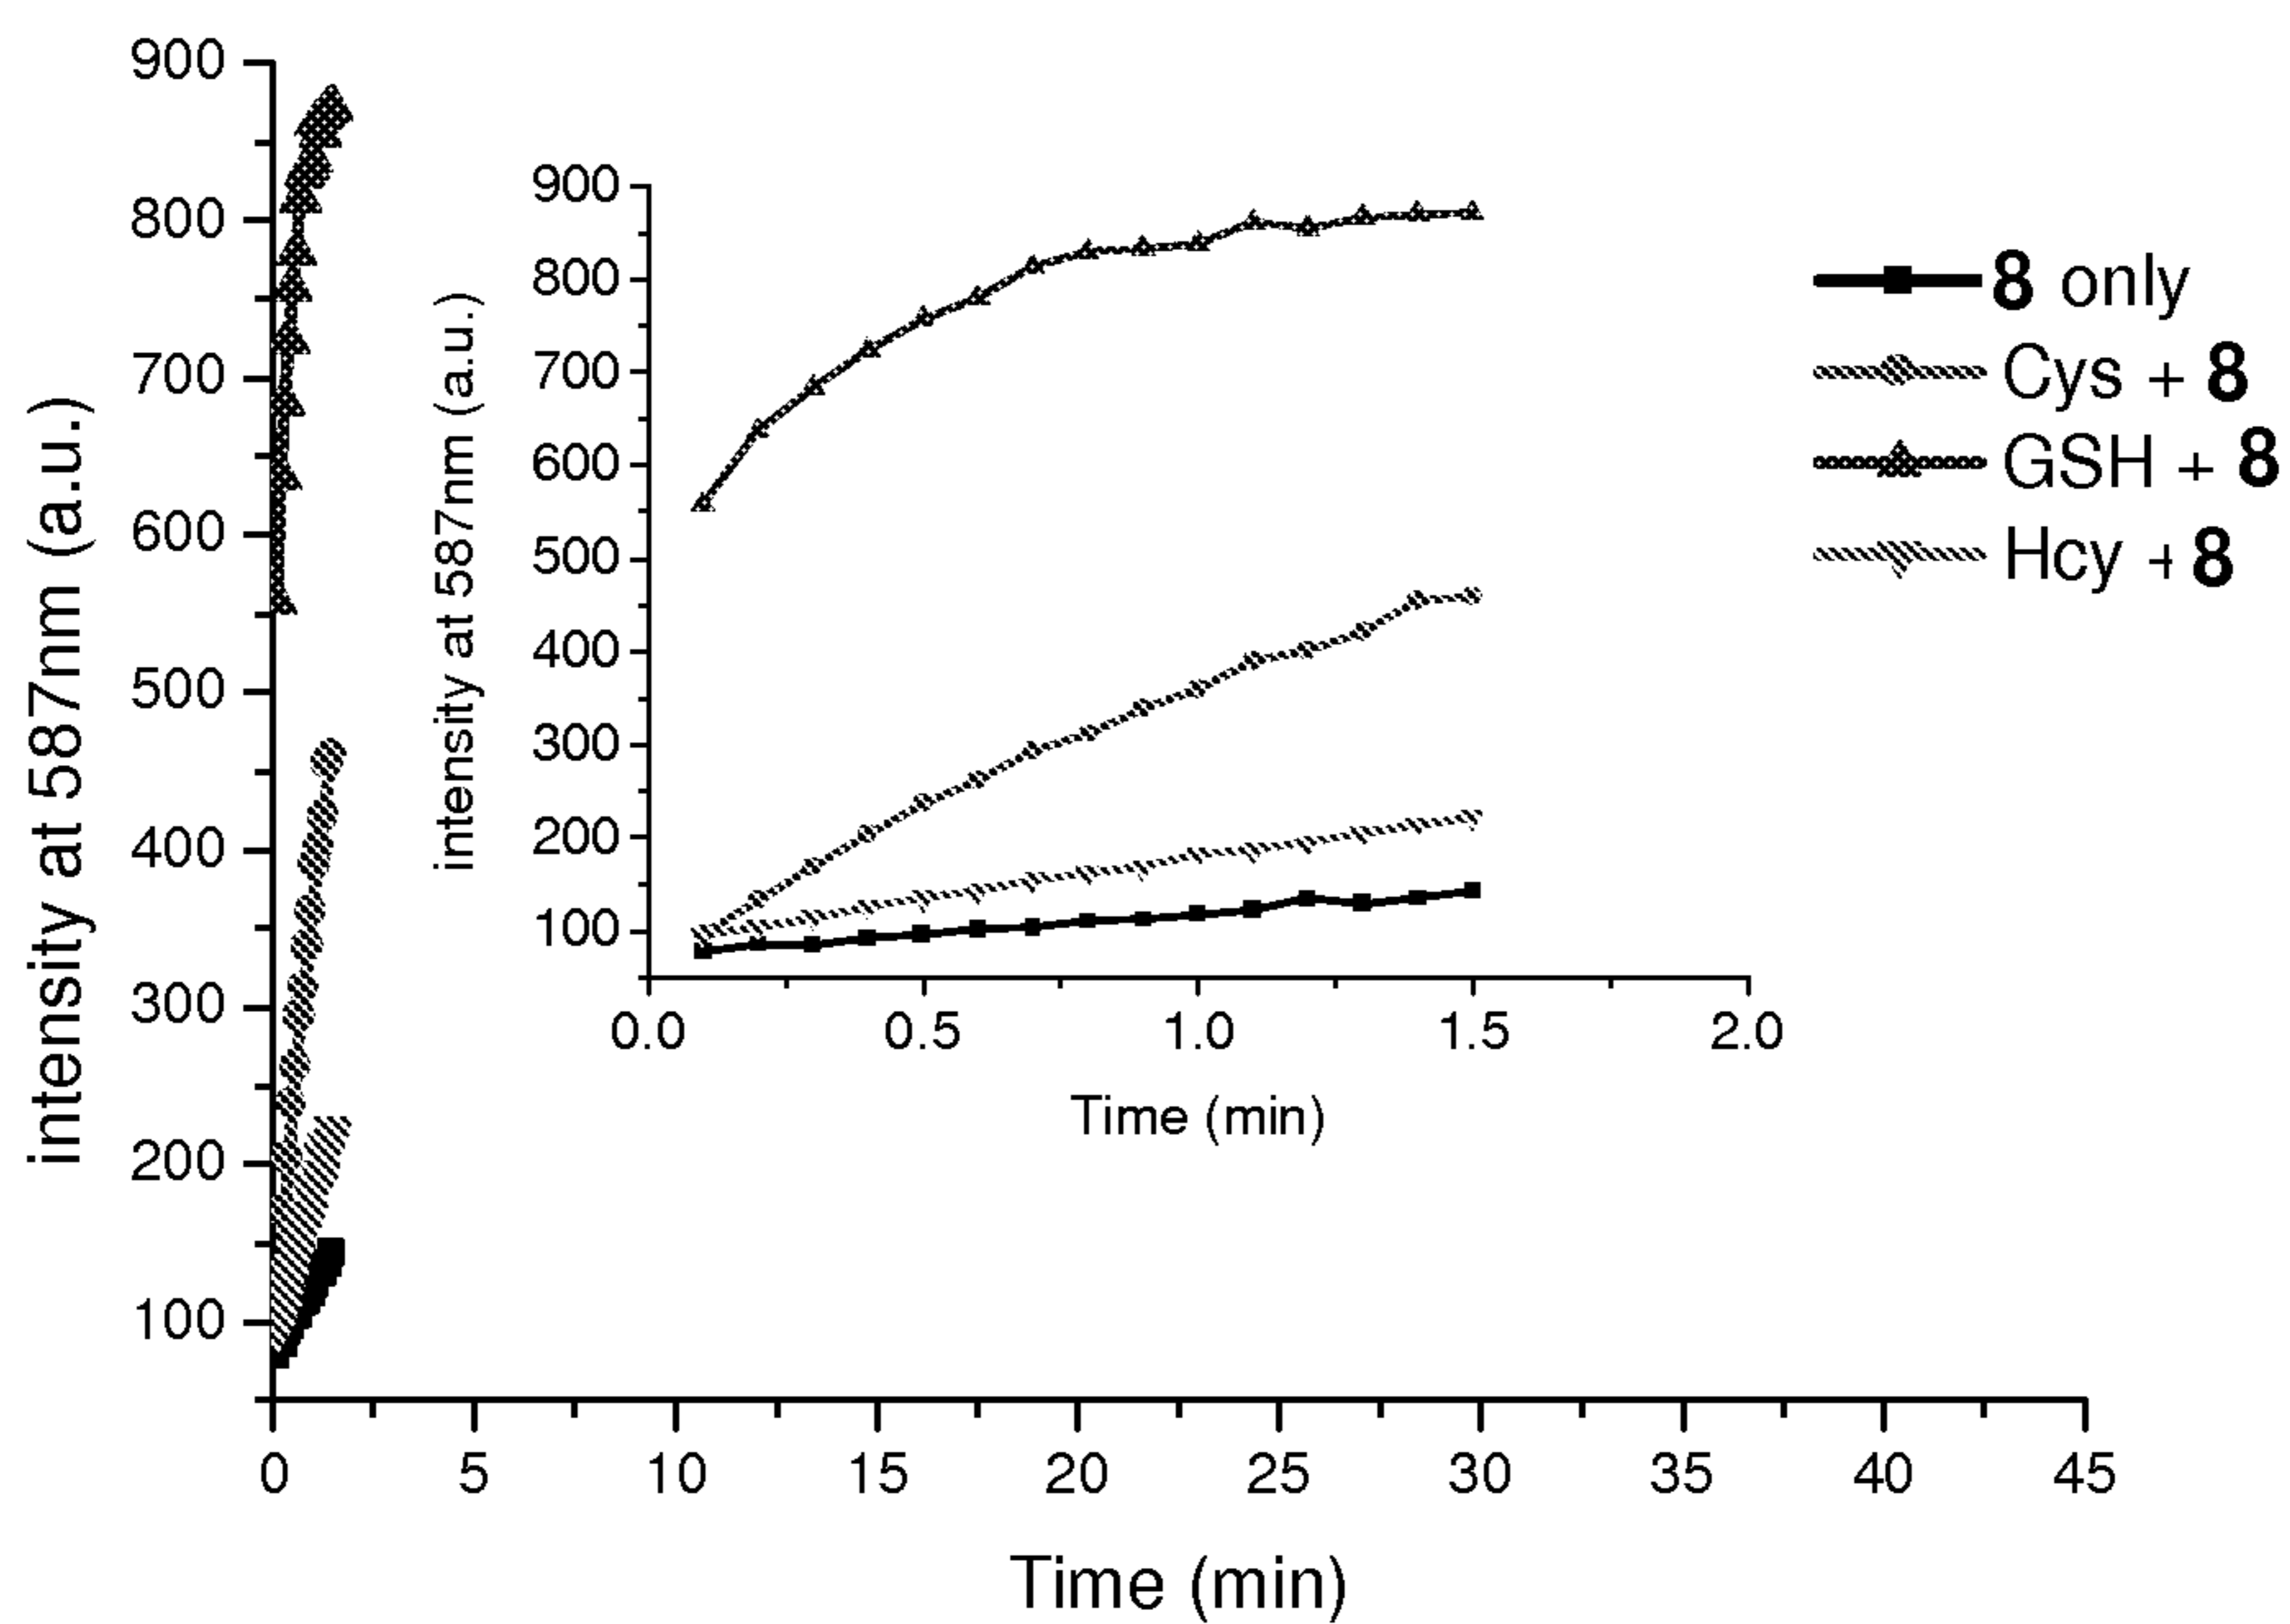 900
800
700
600
500
400
300
200
100
intensity at 587nm (a.u.)
0 5 10 15 20 25 30 35 40 45
Time (min)
900
800
700
600
500
400
300
200
100
intensity at 587nm (a.u.)
0.0 0.5 1.0 1.5 2.0
Time (min)
8 only
Cys + 8
GSH + 8
Hcy + 8